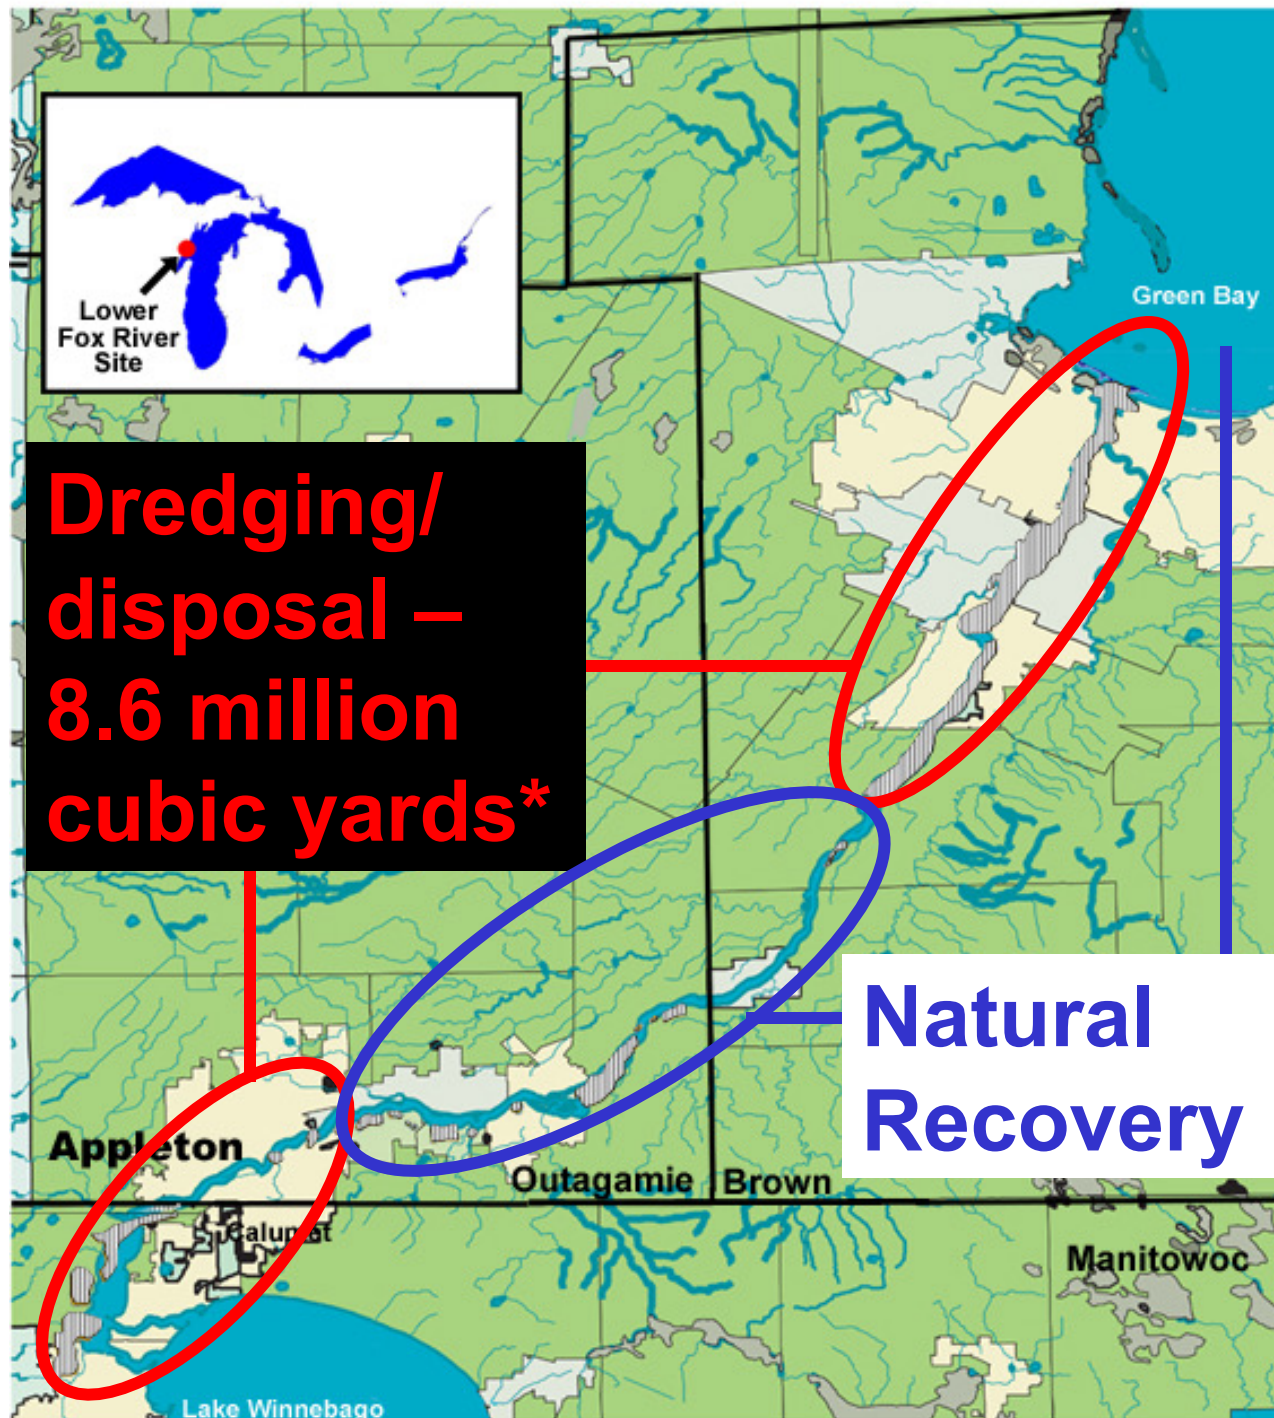 Lower
Fox River
Site
Green Bay
Dredging/
disposal –
8.6 million
cubic yards*
Natural
Recovery
Appleton
Outagamie
Brown
Calumet
Manitowoc
Lake Winnebago